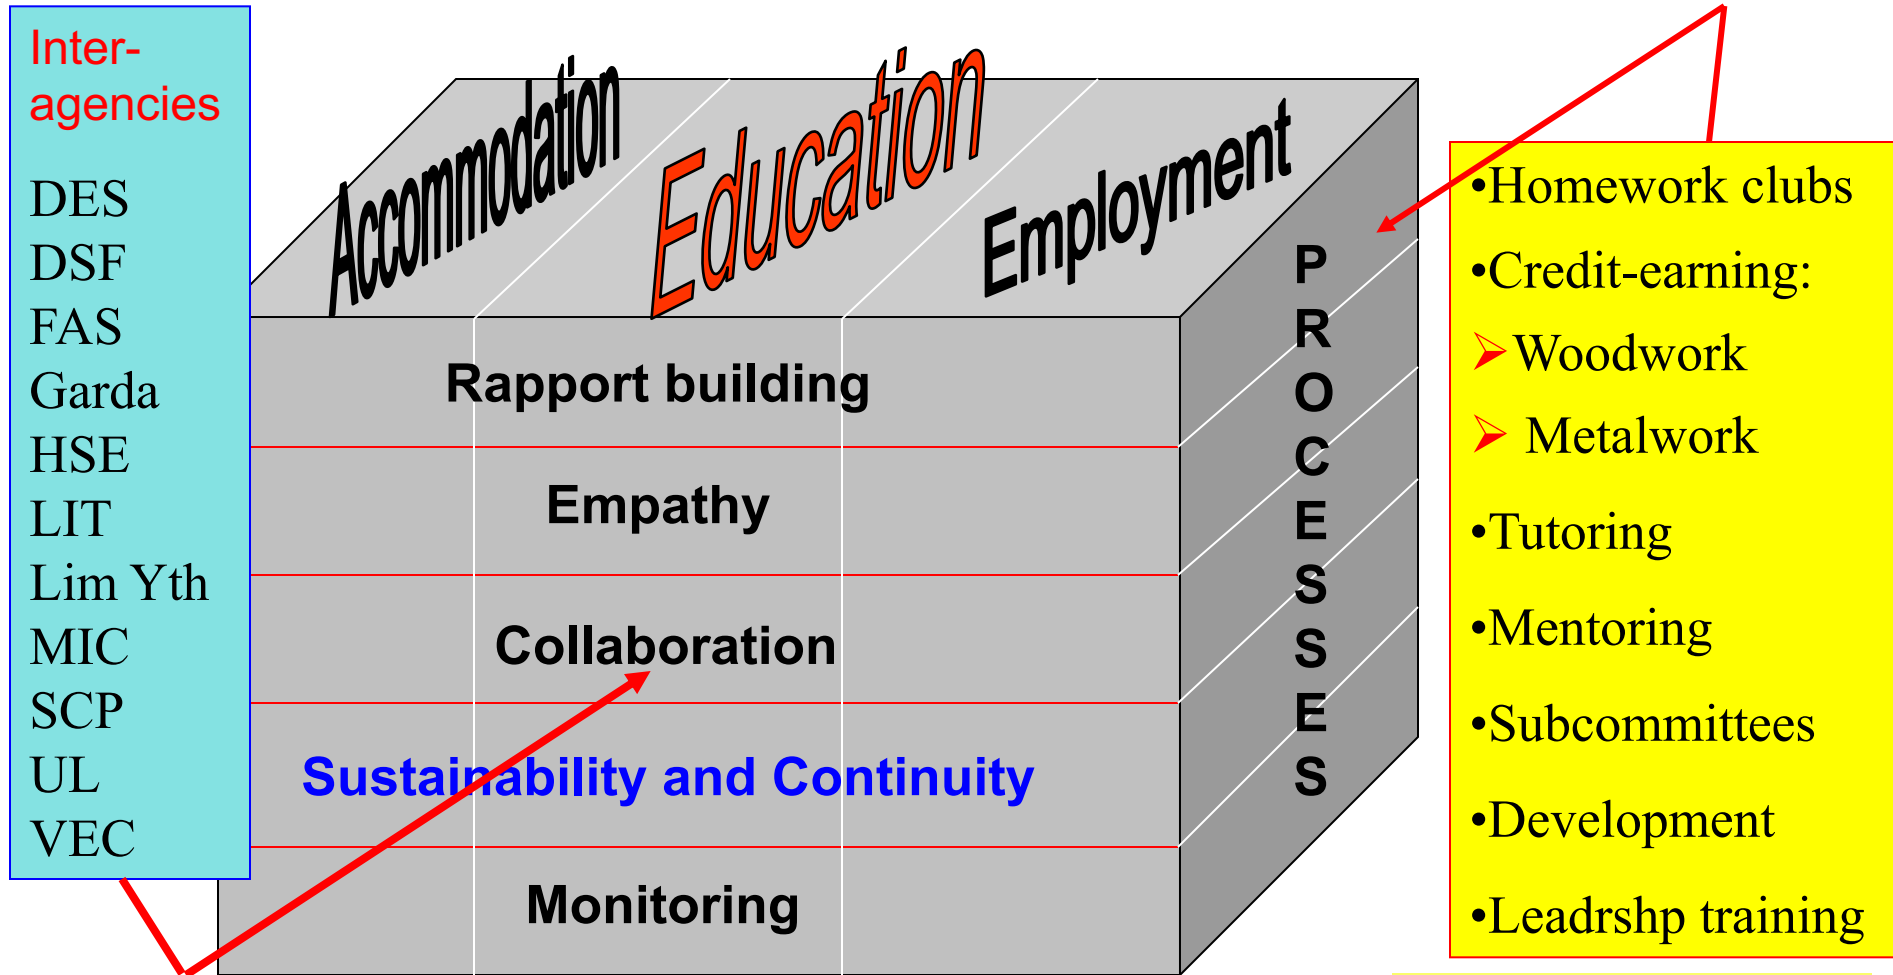 Inter-
agencies
DES
DSF
FAS
Garda
HSE
LIT
Lim Yth
MIC
SCP
UL
VEC
Accommodation
Education
Employment
Rapport building
Empathy
Collaboration
Sustainability and Continuity
Monitoring
P
R
O
C
E
S
S
E
S
•Homework clubs
•Credit-earning:
➢Woodwork
➢ Metalwork
•Tutoring
•Mentoring
•Subcommittees
•Development
•Leadrshp training